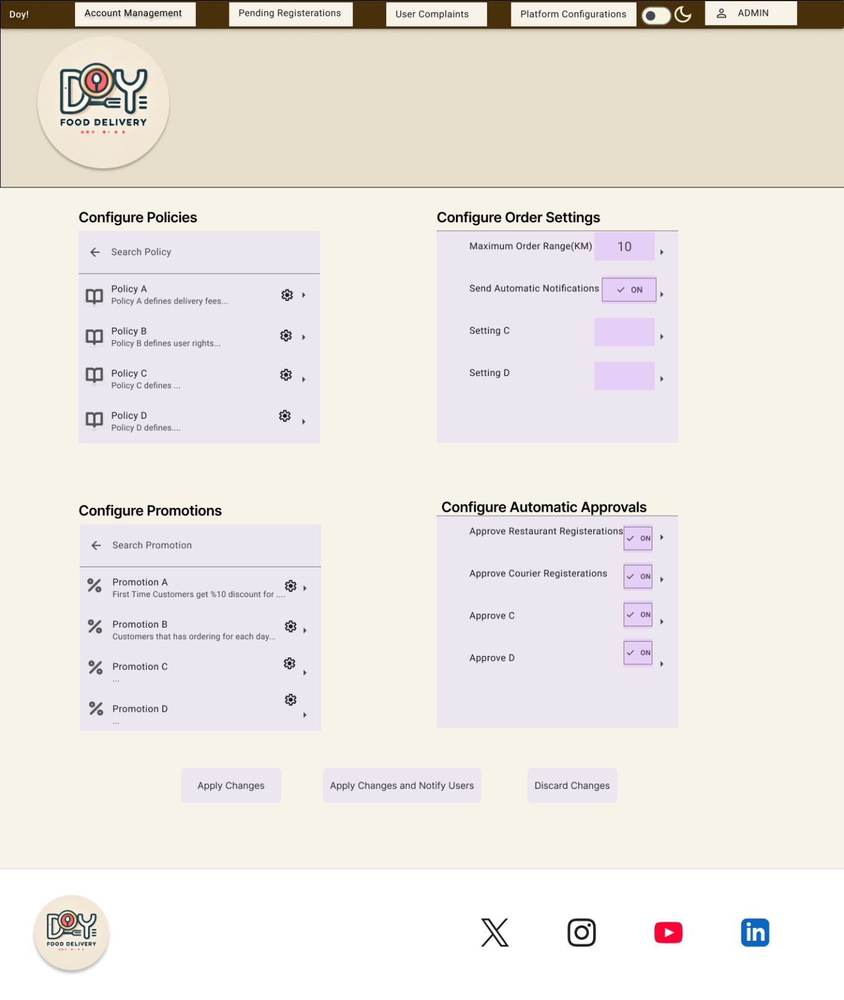 Doy!
Account Management
Pending Registerations
User Complaints
Platform Configurations
ADMIN
DOY
FOOD DELIVERY
Configure Policies
Search Policy
Policy A
Policy A defines delivery fees...
Policy B
Policy B defines user rights...
Policy C
Policy C defines ...
Policy D
Policy D defines....
Configure Order Settings
Maximum Order Range(KM) 10
Send Automatic Notifications ON
Setting C
Setting D
Configure Promotions
Search Promotion
Promotion A
First Time Customers get %10 discount for ....
Promotion B
Customers that has ordering for each day...
Promotion C
...
Promotion D
...
Configure Automatic Approvals
Approve Restaurant Registerations ON
Approve Courier Registerations ON
Approve C ON
Approve D ON
Apply Changes
Apply Changes and Notify Users
Discard Changes
DOY
FOOD DELIVERY
in